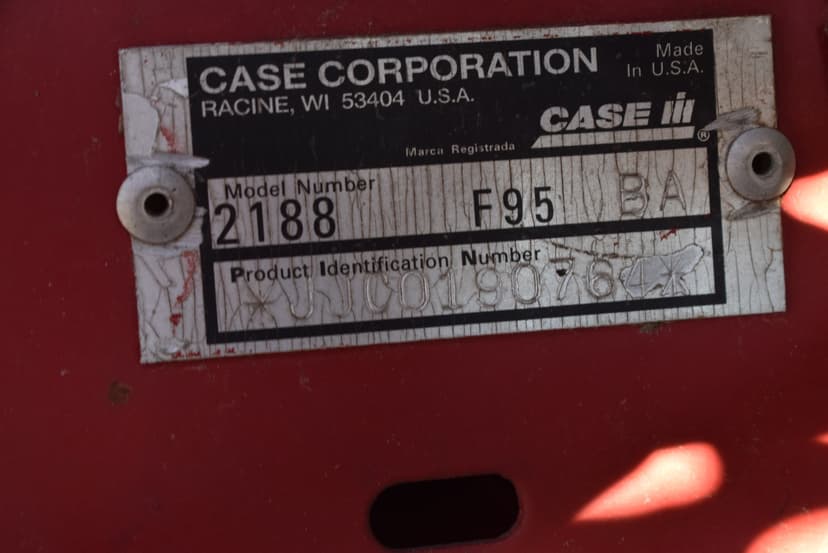 CASE CORPORATION
Made
In U.S.A.
RACINE, WI 53404 U.S.A.
CASE IH ®
Marca Registrada
Model Number
2188 F95 BA
Product Identification Number
*JJC0190764*